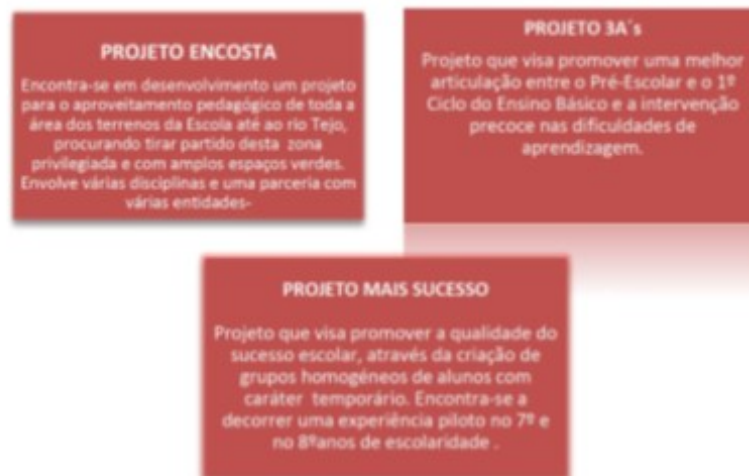 PROJETO ENCOSTA
Encontra-se em desenvolvimento um projeto
para o aproveitamento pedagógico de toda a
área dos terrenos da Escola até ao rio Tejo,
procurando tirar partido desta zona
privilegiada e com amplos espaços verdes.
Envolve várias disciplinas e uma parceria com
várias entidades-
PROJETO 3A´s
Projeto que visa promover uma melhor
articulação entre o Pré-Escolar e o 1º
Ciclo do Ensino Básico e a intervenção
precoce nas dificuldades de
aprendizagem.
PROJETO MAIS SUCESSO
Projeto que visa promover a qualidade do
sucesso escolar, através da criação de
grupos homogéneos de alunos com
caráter temporário. Encontra-se a
decorrer uma experiência piloto no 7º e
no 8ºanos de escolaridade .